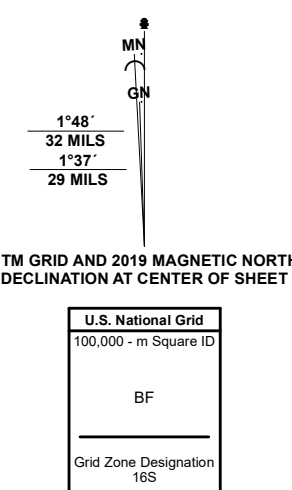 MN
GN
1°48´
32 MILS
1°37´
29 MILS
TM GRID AND 2019 MAGNETIC NORTH
DECLINATION AT CENTER OF SHEET
U.S. National Grid
100,000 - m Square ID
BF
Grid Zone Designation
16S